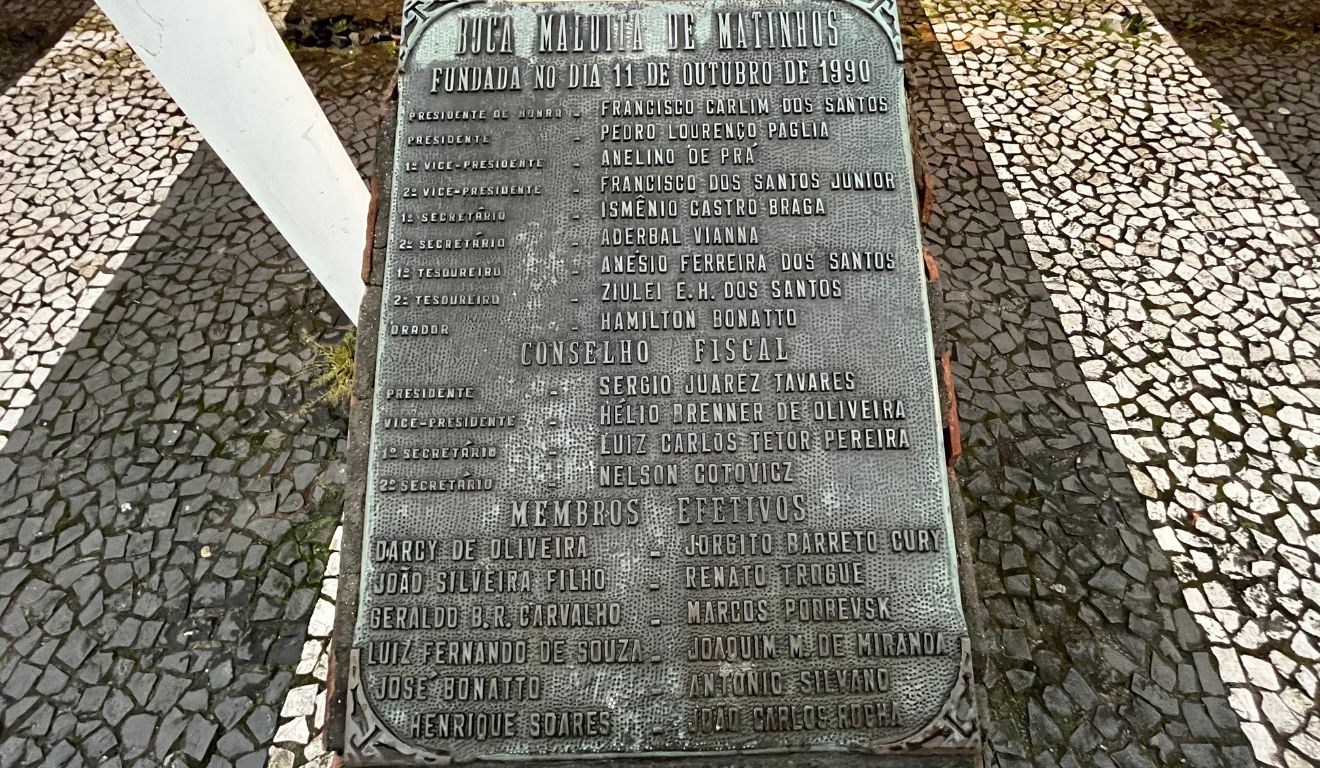 BOCA MALDITA DE MATINHOS
FUNDADA NO DIA 11 DE OUTUBRO DE 1990
PRESIDENTE DE HONRA - FRANCISCO CARLIM DOS SANTOS
PRESIDENTE - PEDRO LOURENÇO PAGLIA
1º VICE-PRESIDENTE - ANELINO DE PRÁ
2º VICE-PRESIDENTE - FRANCISCO DOS SANTOS JUNIOR
1º SECRETÁRIO - ISMÊNIO CASTRO BRAGA
2º SECRETÁRIO - ADERBAL VIANNA
1º TESOUREIRO - ANÉSIO FERREIRA DOS SANTOS
2º TESOUREIRO - ZIULEI E.H. DOS SANTOS
ORADOR - HAMILTON BONATTO
CONSELHO FISCAL
PRESIDENTE - SERGIO JUAREZ TAVARES
VICE-PRESIDENTE - HÉLIO BRENNER DE OLIVEIRA
1º SECRETÁRIO - LUIZ CARLOS TETOR PEREIRA
2º SECRETÁRIO - NELSON GOTOVICZ
MEMBROS EFETIVOS
DARCY DE OLIVEIRA - JORGITO BARRETO CURY
JOÃO SILVEIRA FILHO - RENATO TROGUE
GERALDO B.R. CARVALHO - MARCOS PODREVSK
LUIZ FERNANDO DE SOUZA - JOAQUIM M. DE MIRANDA
JOSÉ BONATTO - ANTONIO SILVANO
HENRIQUE SOARES - JOÃO CARLOS ROCHA